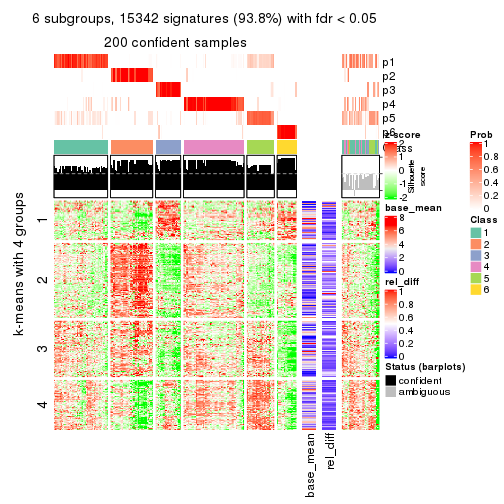 6 subgroups, 15342 signatures (93.8%) with fdr < 0.05
200 confident samples
p1
p2
p3
p4
p5
p6
Class
Silhouette
score
k-means with 4 groups
1
2
3
4
base_mean
rel_diff
z-score
2
1
0
-1
-2
base_mean
8
6
4
2
0
rel_diff
1
0.8
0.6
0.4
0.2
0
Status (barplots)
confident
ambiguous
Prob
1
0.8
0.6
0.4
0.2
0
Class
1
2
3
4
5
6